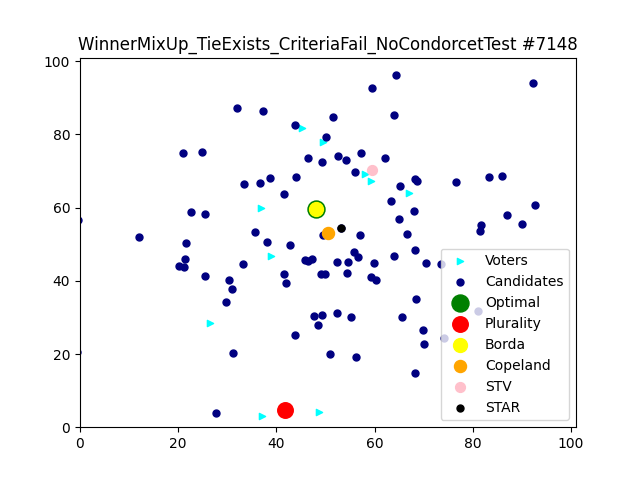 WinnerMixUp_TieExists_CriteriaFail_NoCondorcetTest #7148
100
80
60
40
20
0
0 20 40 60 80 100
Voters
Candidates
Optimal
Plurality
Borda
Copeland
STV
STAR